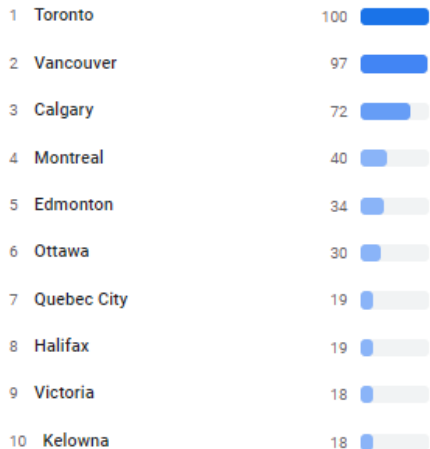 1 Toronto 100
2 Vancouver 97
3 Calgary 72
4 Montreal 40
5 Edmonton 34
6 Ottawa 30
7 Quebec City 19
8 Halifax 19
9 Victoria 18
10 Kelowna 18